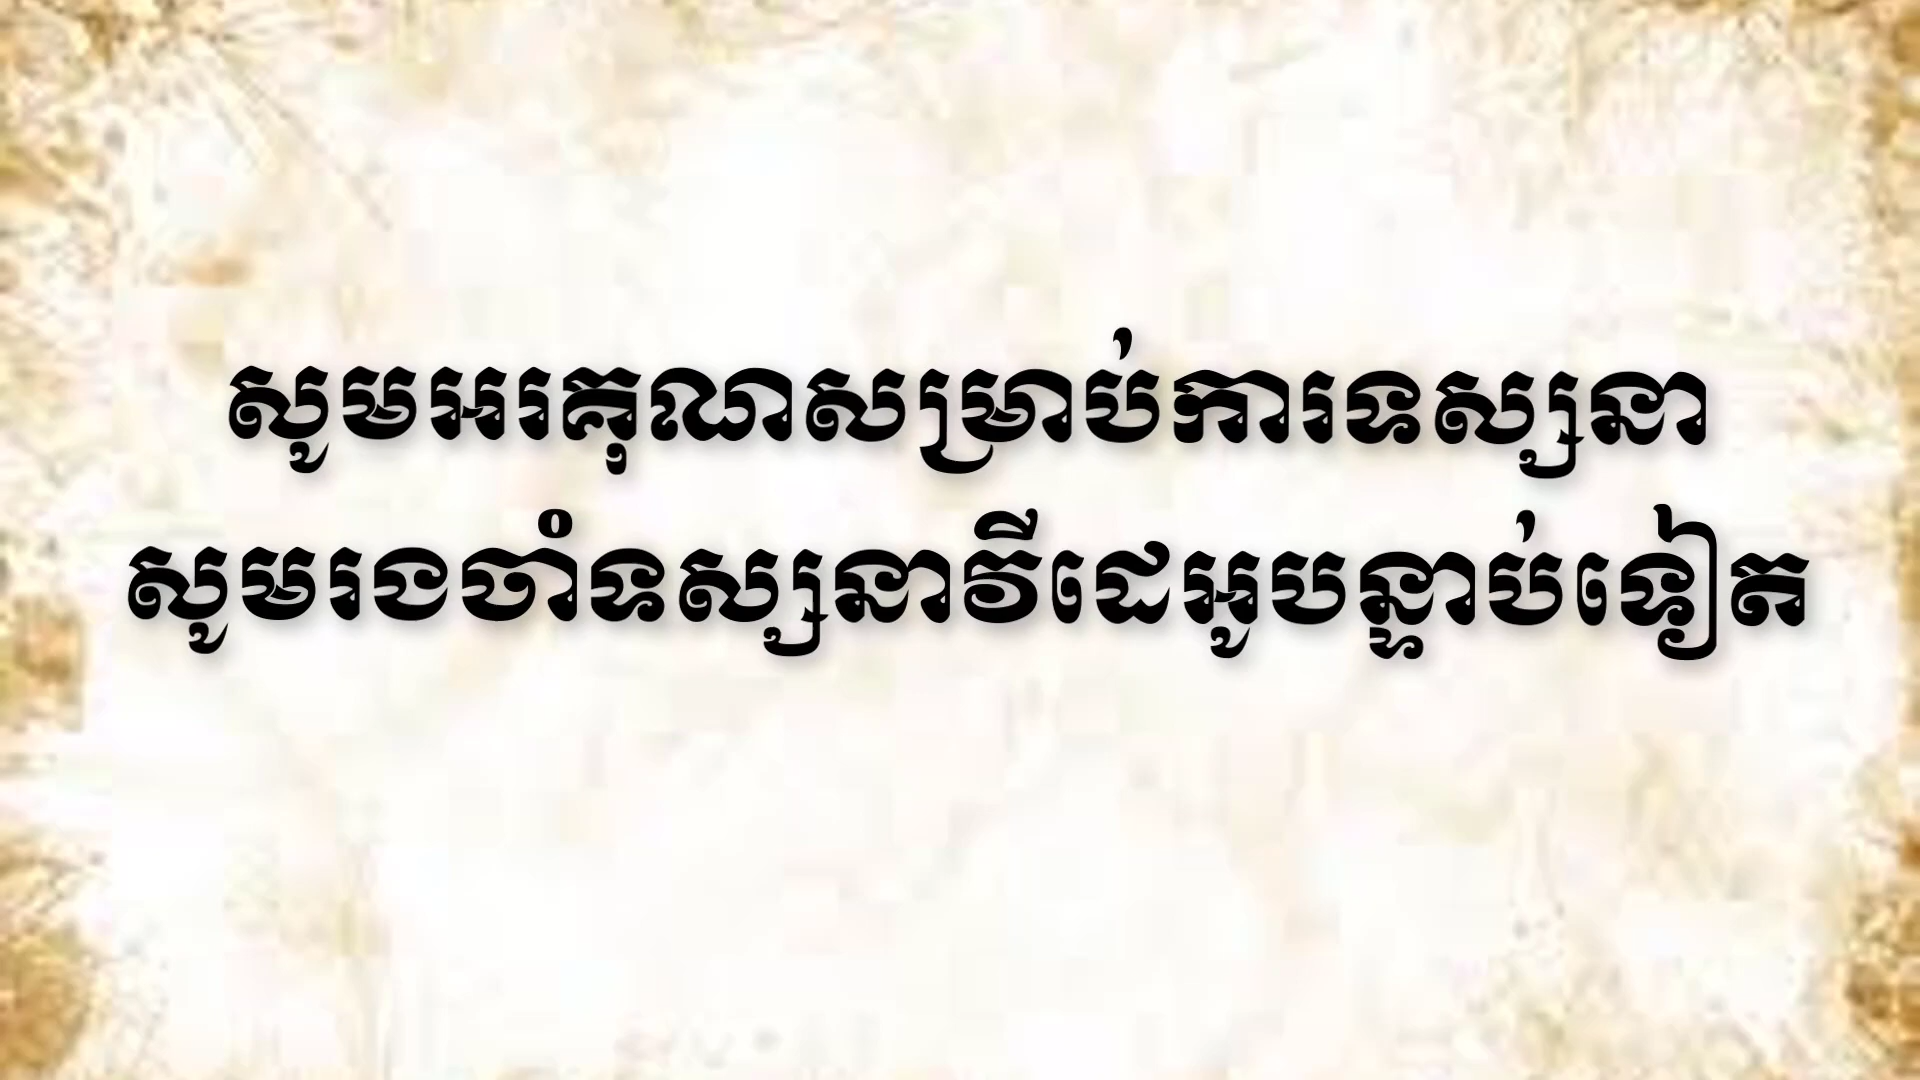 សូមអរគុណសម្រាប់ការទស្សនា
សូមរងចាំទស្សនាវីដេអូបន្ទាប់ទៀត